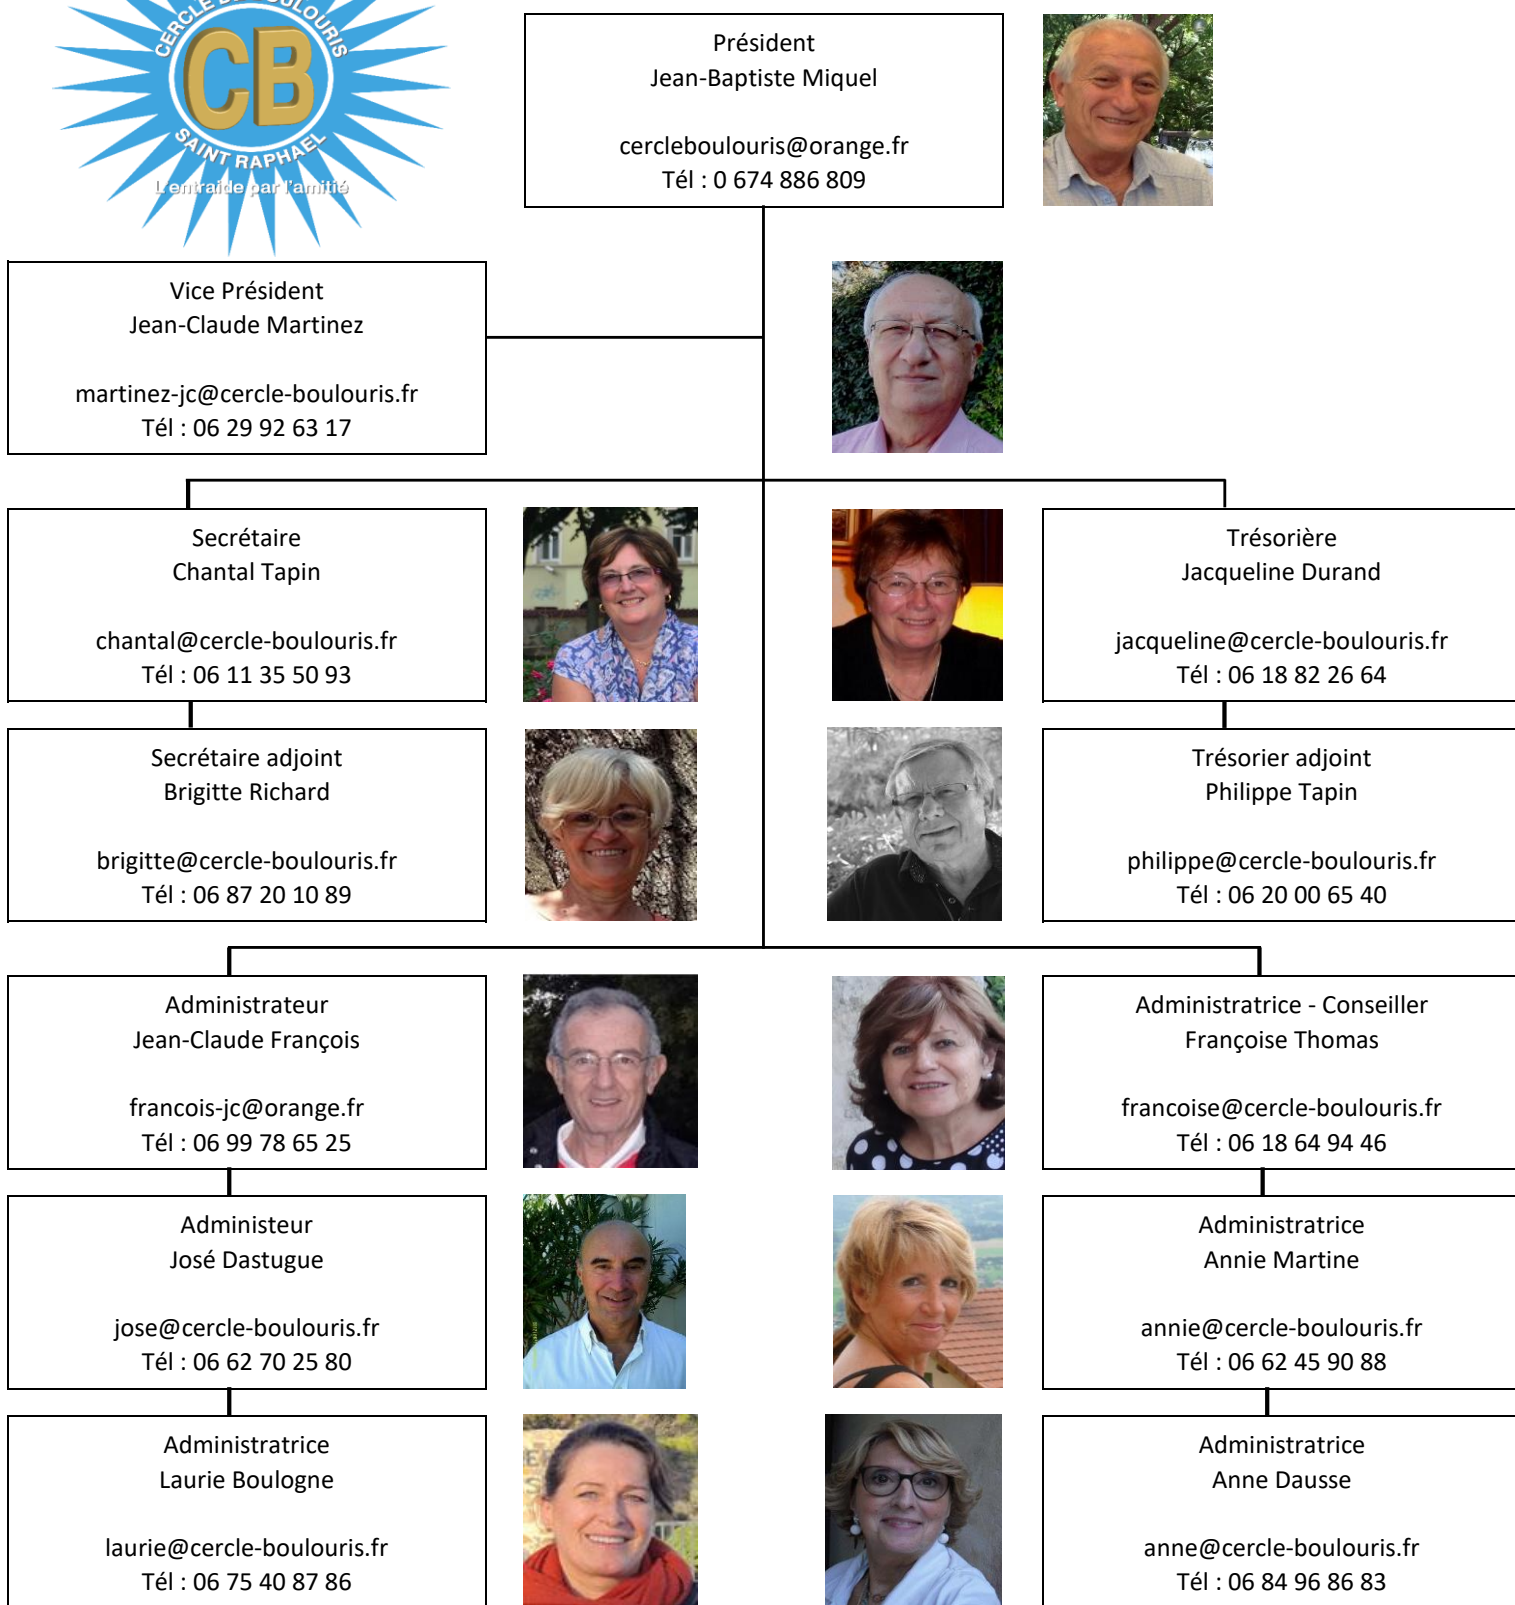 CERCLE DE BOULOURIS
CB
SAINT RAPHAEL
L'entraide par l'amitié
Président
Jean-Baptiste Miquel
cercleboulouris@orange.fr
Tél : 0 674 886 809
Vice Président
Jean-Claude Martinez
martinez-jc@cercle-boulouris.fr
Tél : 06 29 92 63 17
Secrétaire
Chantal Tapin
chantal@cercle-boulouris.fr
Tél : 06 11 35 50 93
Trésorière
Jacqueline Durand
jacqueline@cercle-boulouris.fr
Tél : 06 18 82 26 64
Secrétaire adjoint
Brigitte Richard
brigitte@cercle-boulouris.fr
Tél : 06 87 20 10 89
Trésorier adjoint
Philippe Tapin
philippe@cercle-boulouris.fr
Tél : 06 20 00 65 40
Administrateur
Jean-Claude François
francois-jc@orange.fr
Tél : 06 99 78 65 25
Administratrice - Conseiller
Françoise Thomas
francoise@cercle-boulouris.fr
Tél : 06 18 64 94 46
Administeur
José Dastugue
jose@cercle-boulouris.fr
Tél : 06 62 70 25 80
Administratrice
Annie Martine
annie@cercle-boulouris.fr
Tél : 06 62 45 90 88
Administratrice
Laurie Boulogne
laurie@cercle-boulouris.fr
Tél : 06 75 40 87 86
Administratrice
Anne Dausse
anne@cercle-boulouris.fr
Tél : 06 84 96 86 83